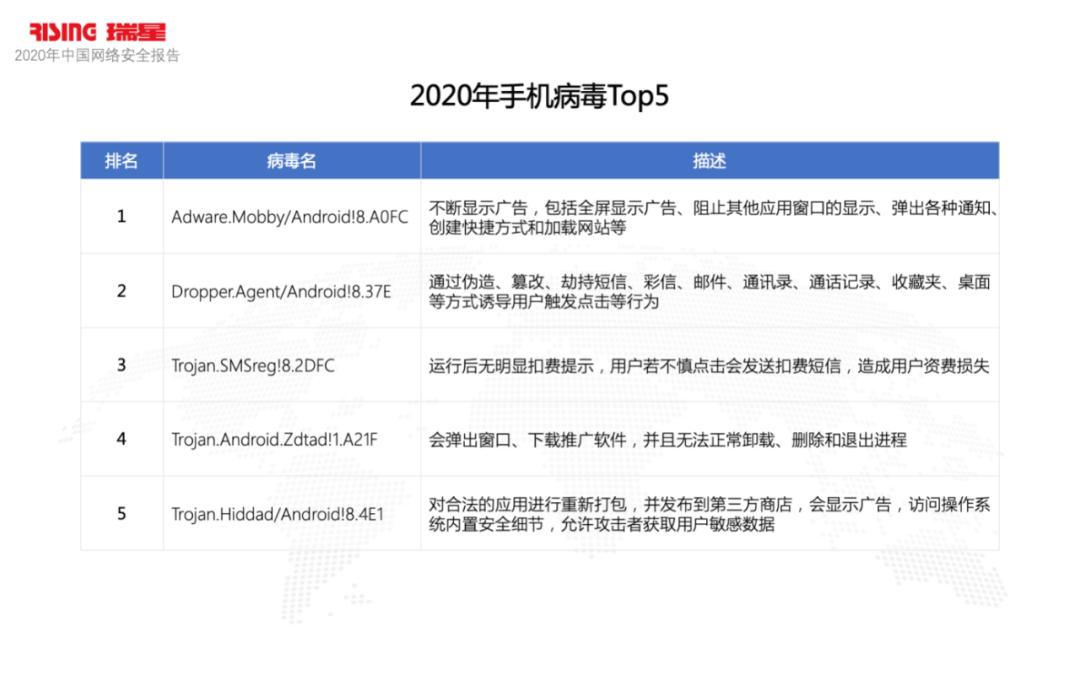 RISING 瑞星
2020年中国网络安全报告
2020年手机病毒Top5
排名 病毒名 描述
1 Adware.Mobby/Android!8.A0FC 不断显示广告，包括全屏显示广告、阻止其他应用窗口的显示、弹出各种通知、
创建快捷方式和加载网站等
2 Dropper.Agent/Android!8.37E 通过伪造、篡改、劫持短信、彩信、邮件、通讯录、通话记录、收藏夹、桌面
等方式诱导用户触发点击等行为
3 Trojan.SMSreg!8.2DFC 运行后无明显扣费提示，用户若不慎点击会发送扣费短信，造成用户资费损失
4 Trojan.Android.Zdtad!1.A21F 会弹出窗口、下载推广软件，并且无法正常卸载、删除和退出进程
5 Trojan.Hiddad/Android!8.4E1 对合法的应用进行重新打包，并发布到第三方商店，会显示广告，访问操作系
统内置安全细节，允许攻击者获取用户敏感数据